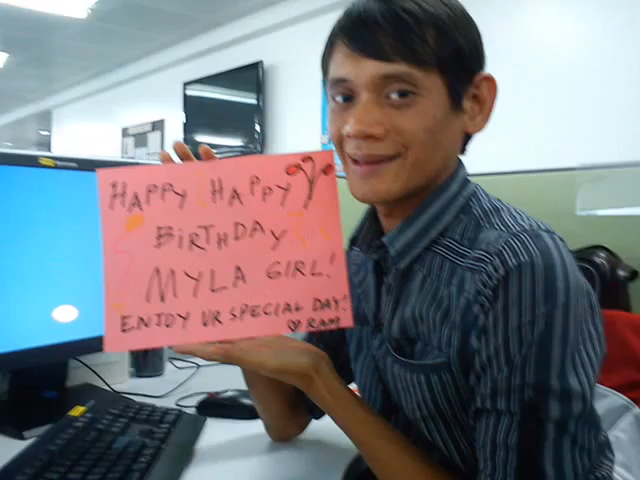 HAPPY HAPPY
BIRTHDAY
MYLA GIRL!
ENJOY UR SPECIAL DAY!
♡ RAM